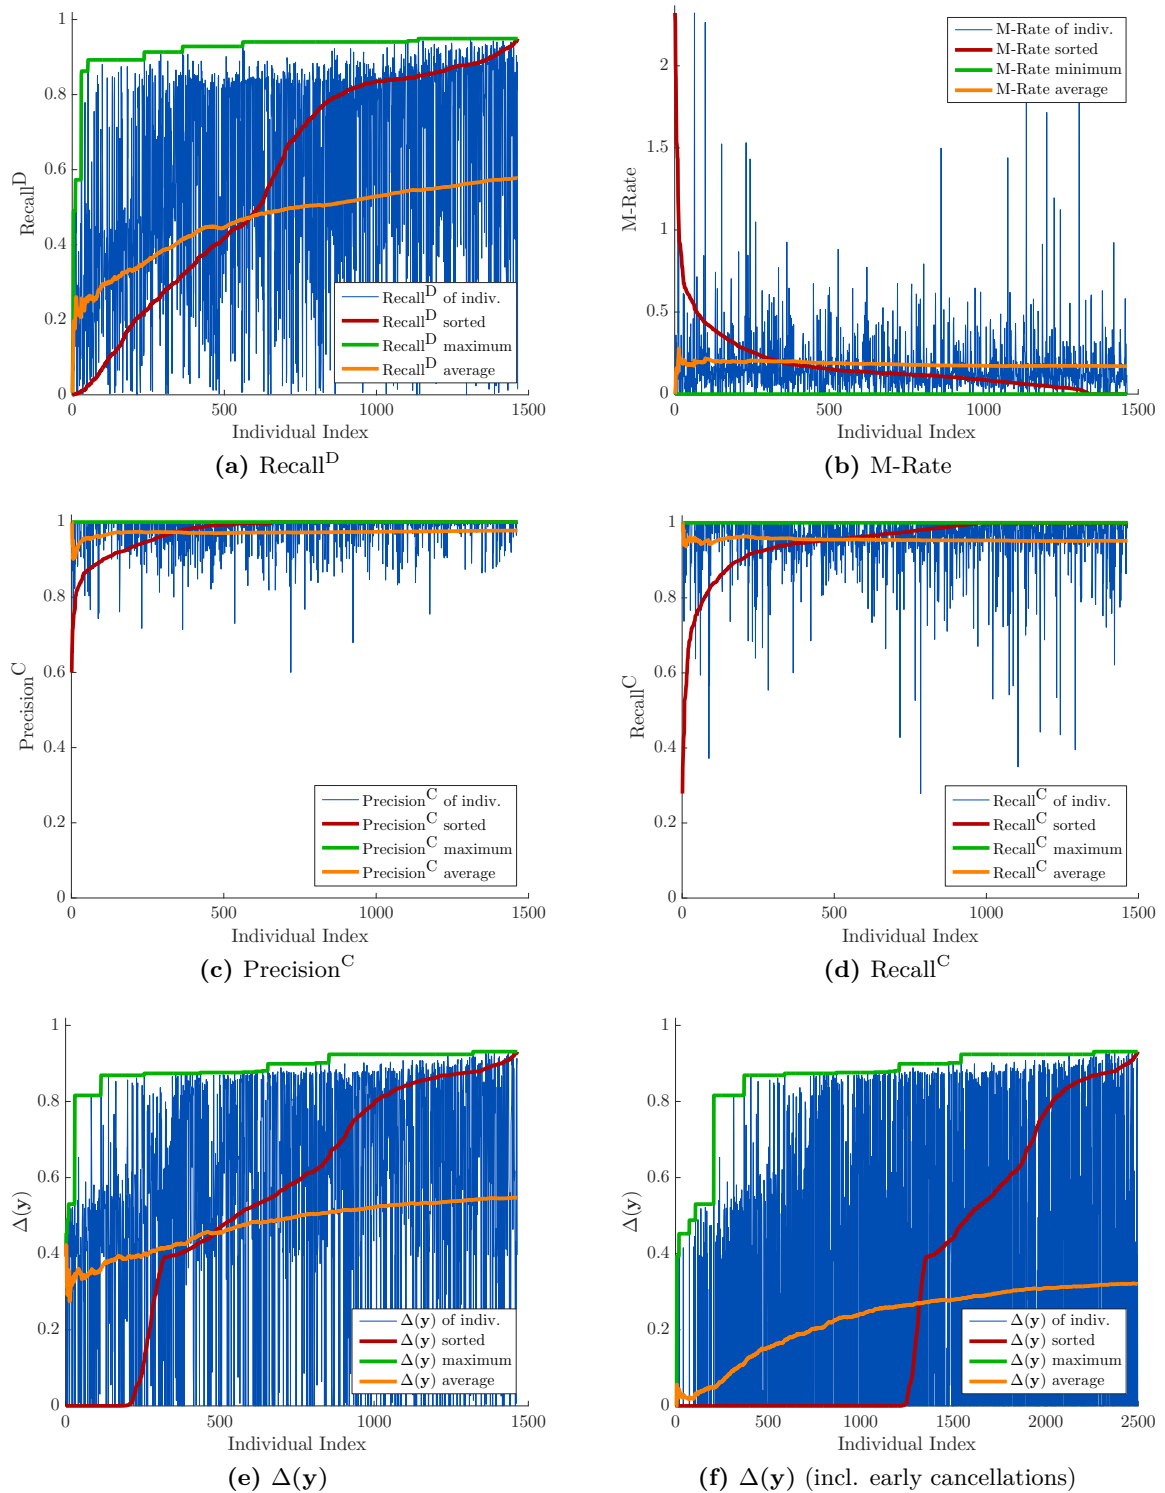 1
0.8
0.6
0.4
0.2
0
0 500 1000 1500
Recall^D
Individual Index
Recall^D of indiv.
Recall^D sorted
Recall^D maximum
Recall^D average
(a) Recall^D
2
1.5
1
0.5
0
0 500 1000 1500
M-Rate
Individual Index
M-Rate of indiv.
M-Rate sorted
M-Rate minimum
M-Rate average
(b) M-Rate
1
0.8
0.6
0.4
0.2
0
0 500 1000 1500
Precision^C
Individual Index
Precision^C of indiv.
Precision^C sorted
Precision^C maximum
Precision^C average
(c) Precision^C
1
0.8
0.6
0.4
0.2
0
0 500 1000 1500
Recall^C
Individual Index
Recall^C of indiv.
Recall^C sorted
Recall^C maximum
Recall^C average
(d) Recall^C
1
0.8
0.6
0.4
0.2
0
0 500 1000 1500
Δ(y)
Individual Index
Δ(y) of indiv.
Δ(y) sorted
Δ(y) maximum
Δ(y) average
(e) Δ(y)
1
0.8
0.6
0.4
0.2
0
0 500 1000 1500 2000 2500
Δ(y)
Individual Index
Δ(y) of indiv.
Δ(y) sorted
Δ(y) maximum
Δ(y) average
(f) Δ(y) (incl. early cancellations)